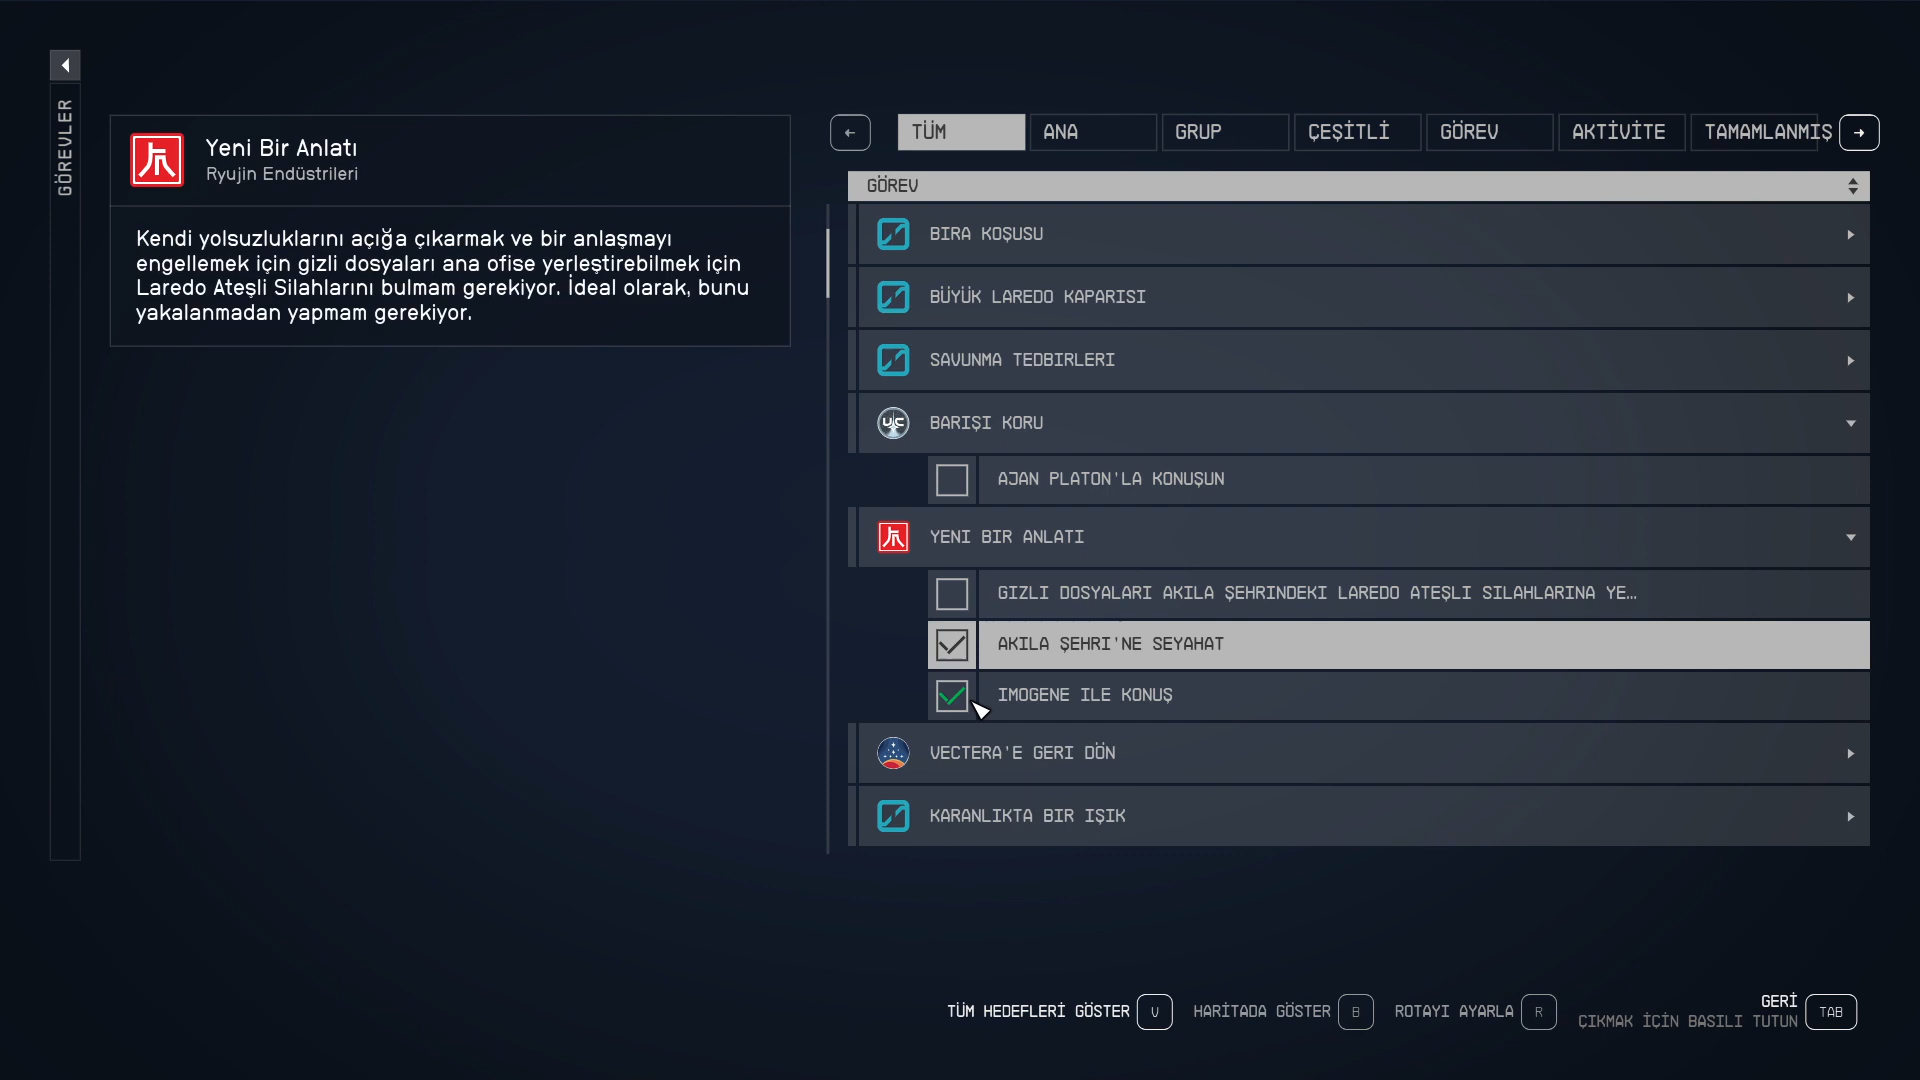 GÖREVLER
Yeni Bir Anlatı
Ryujin Endüstrileri
Kendi yolsuzluklarını açığa çıkarmak ve bir anlaşmayı
engellemek için gizli dosyaları ana ofise yerleştirebilmek için
Laredo Ateşli Silahlarını bulmam gerekiyor. İdeal olarak, bunu
yakalanmadan yapmam gerekiyor.
TÜM ANA GRUP ÇEŞİTLİ GÖREV AKTİVİTE TAMAMLANMIŞ
GÖREV
BIRA KOŞUSU
BÜYÜK LAREDO KAPARISI
SAVUNMA TEDBIRLERI
UC
BARIŞI KORU
AJAN PLATON'LA KONUŞUN
YENI BIR ANLATI
GIZLI DOSYALARI AKILA ŞEHRINDEKI LAREDO ATEŞLI SILAHLARINA YE...
AKILA ŞEHRI'NE SEYAHAT
IMOGENE ILE KONUŞ
VECTERA'E GERI DÖN
KARANLIKTA BIR IŞIK
TÜM HEDEFLERİ GÖSTER V HARİTADA GÖSTER B ROTAYI AYARLA R GERİ
ÇIKMAK İÇİN BASILI TUTUN TAB